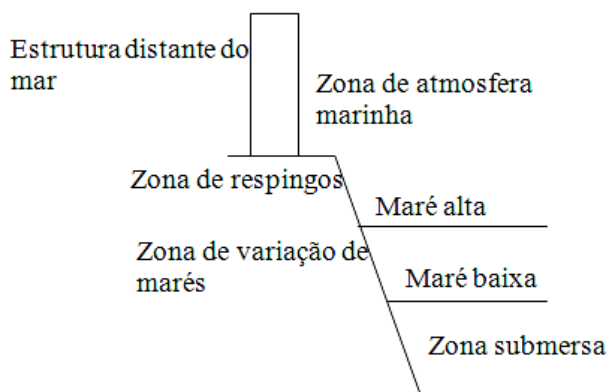 Estrutura distante do
mar
Zona de atmosfera
marinha
Zona de respingos
Maré alta
Zona de variação de
marés
Maré baixa
Zona submersa